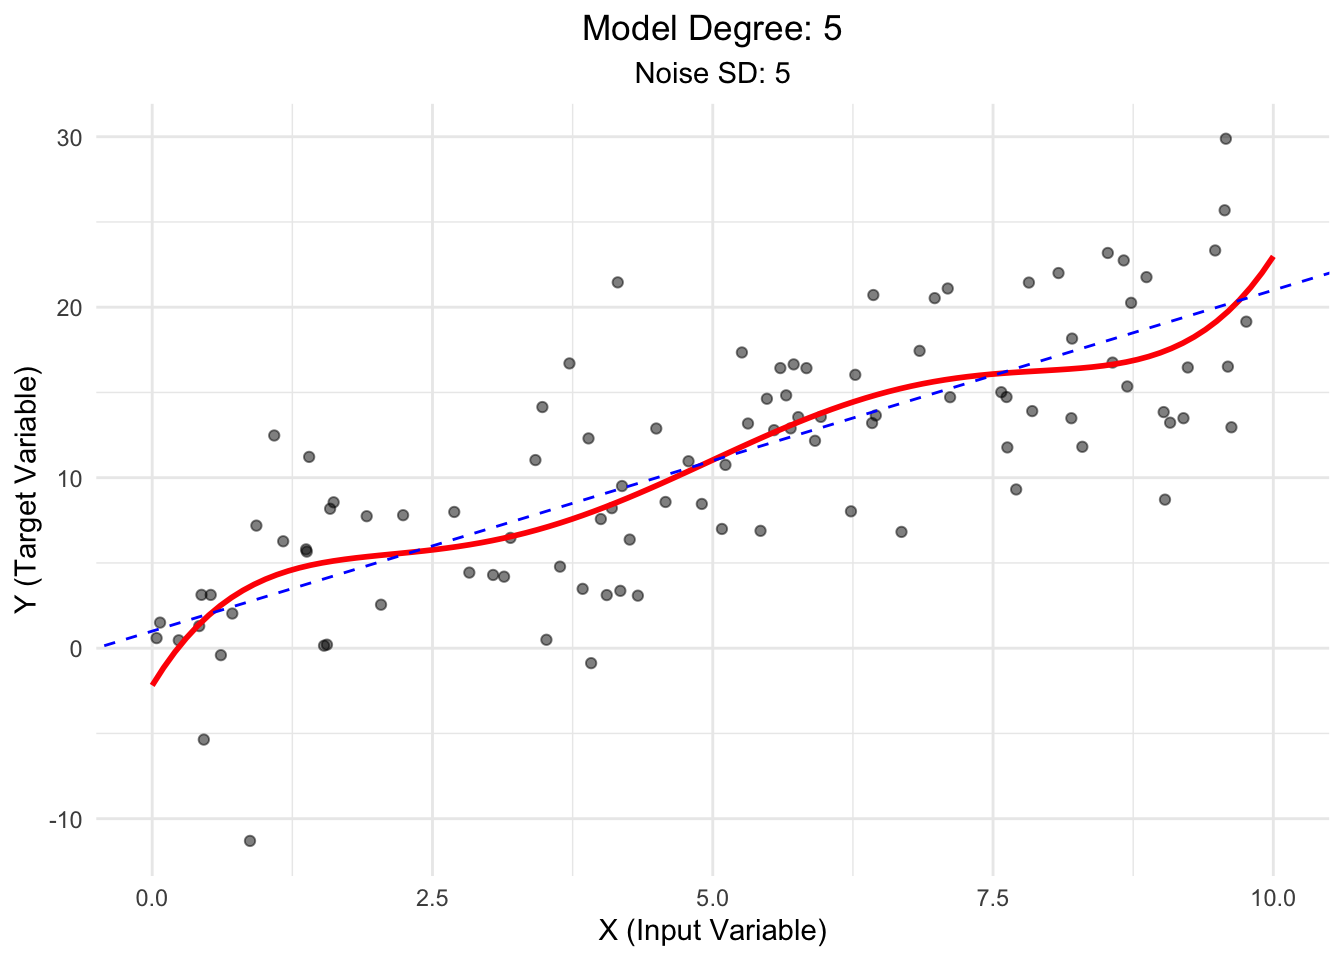 Model Degree: 5
Noise SD: 5
Y (Target Variable)
30
20
10
0
-10
0.0 2.5 5.0 7.5 10.0
X (Input Variable)